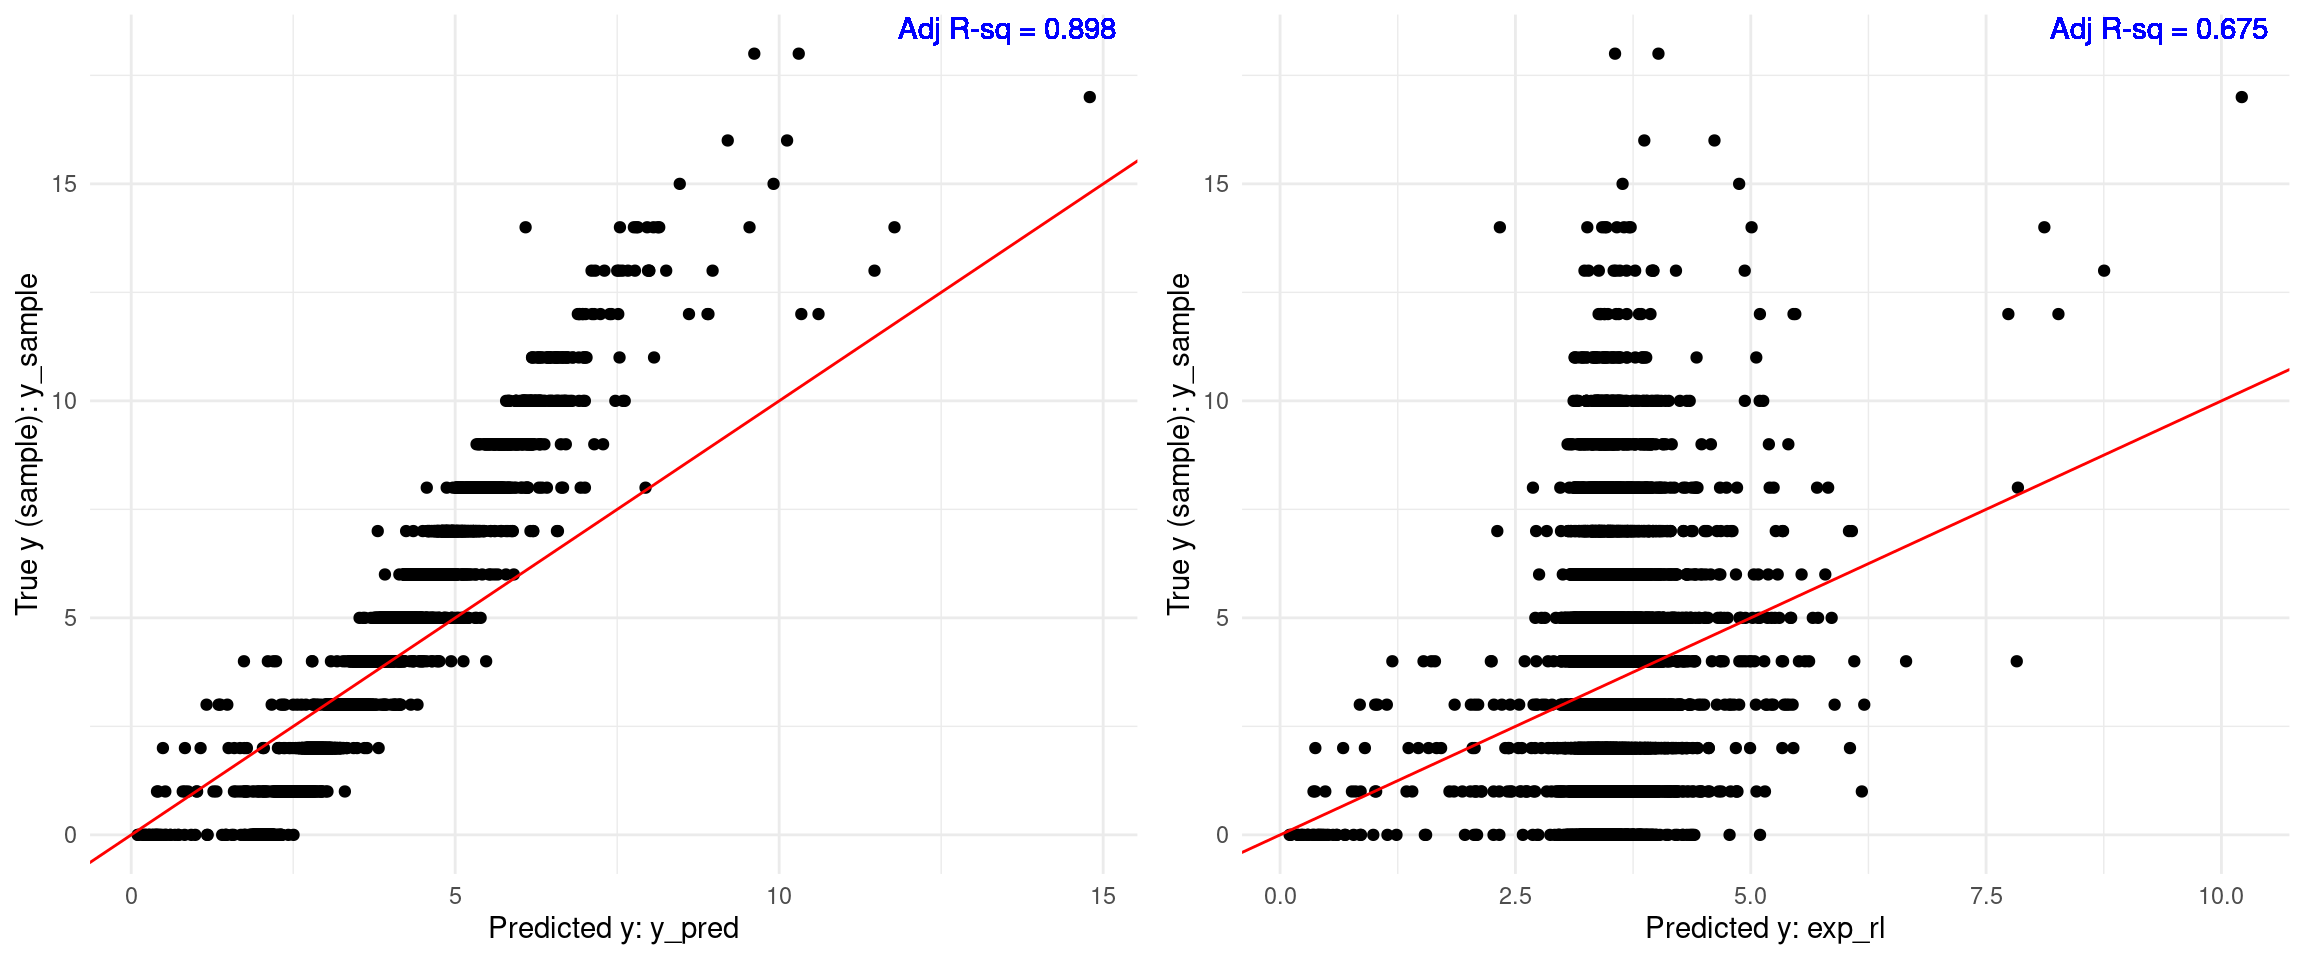 Adj R-sq = 0.898
True y (sample): y_sample
15
10
5
0
0
5
10
15
Predicted y: y_pred
Adj R-sq = 0.675
True y (sample): y_sample
15
10
5
0
0.0
2.5
5.0
7.5
10.0
Predicted y: exp_rl